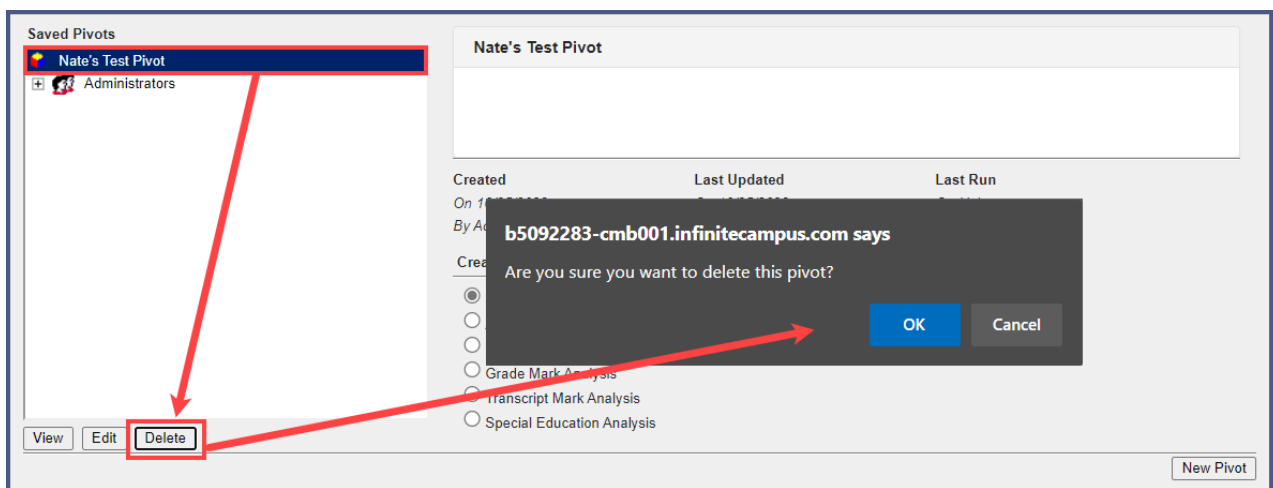 Saved Pivots
Nate's Test Pivot
Administrators
View
Edit
Delete
Nate's Test Pivot
Created
Last Updated
Last Run
On
By
b5092283-cmb001.infinitecampus.com says
Are you sure you want to delete this pivot?
OK
Cancel
Grade Mark Analysis
Transcript Mark Analysis
Special Education Analysis
New Pivot